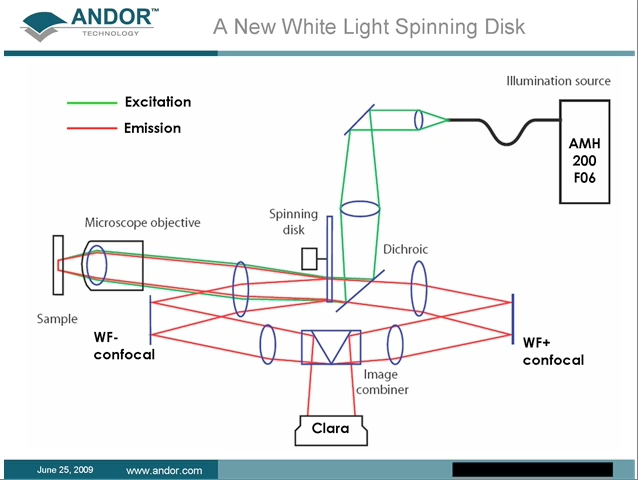 ANDOR™
TECHNOLOGY
A New White Light Spinning Disk
Illumination source
Excitation
Emission
AMH
200
F06
Spinning
disk
Microscope objective
Dichroic
Sample
WF-
confocal
WF+
confocal
Image
combiner
Clara
June 25, 2009
www.andor.com